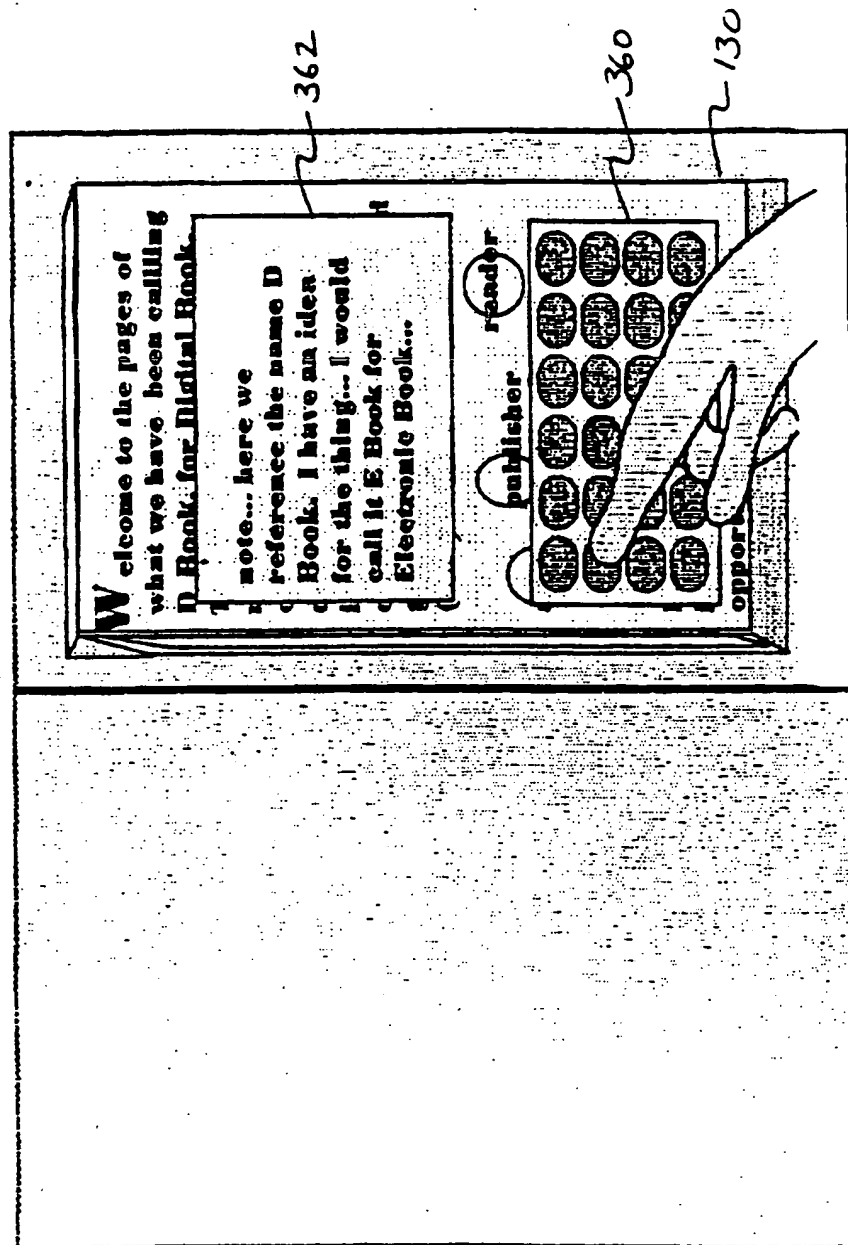 Welcome to the pages of
what we have been callling
D Book, for Digital Book.
note... here we
reference the name D
Book. I have an idea
for the thing... I would
call it E Book for
Electronic Book...
publisher
reader
oppor
362
360
130